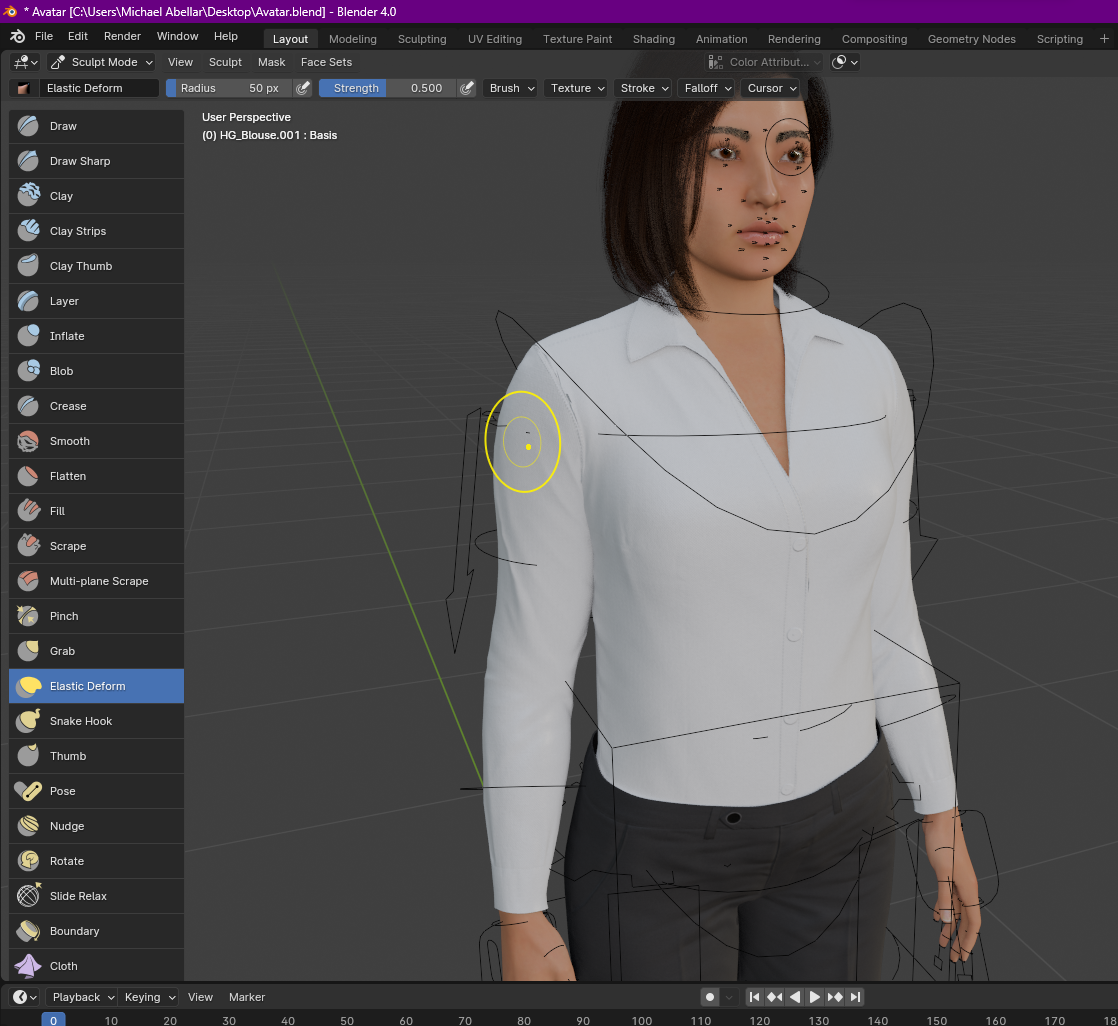 * Avatar [C:\Users\Michael Abellar\Desktop\Avatar.blend] - Blender 4.0
File Edit Render Window Help Layout Modeling Sculpting UV Editing Texture Paint Shading Animation Rendering Compositing Geometry Nodes Scripting +
Sculpt Mode View Sculpt Mask Face Sets Color Attribut...
Elastic Deform Radius 50 px Strength 0.500 Brush Texture Stroke Falloff Cursor
User Perspective
(0) HG_Blouse.001 : Basis
Draw
Draw Sharp
Clay
Clay Strips
Clay Thumb
Layer
Inflate
Blob
Crease
Smooth
Flatten
Fill
Scrape
Multi-plane Scrape
Pinch
Grab
Elastic Deform
Snake Hook
Thumb
Pose
Nudge
Rotate
Slide Relax
Boundary
Cloth
Playback Keying View Marker
0 10 20 30 40 50 60 70 80 90 100 110 120 130 140 150 160 170 18